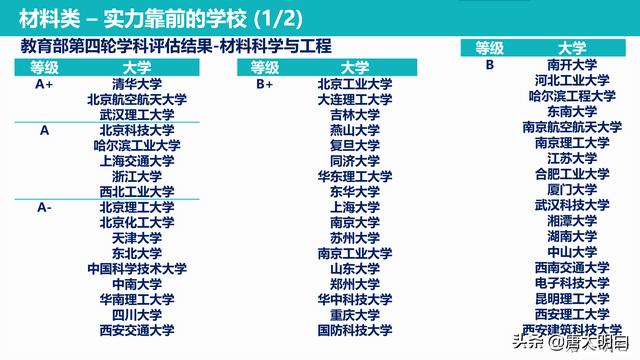 材料类 – 实力靠前的学校 (1/2)
教育部第四轮学科评估结果-材料科学与工程
等级 大学
A+ 清华大学
北京航空航天大学
武汉理工大学
A 北京科技大学
哈尔滨工业大学
上海交通大学
浙江大学
西北工业大学
A- 北京理工大学
北京化工大学
天津大学
东北大学
中国科学技术大学
中南大学
华南理工大学
四川大学
西安交通大学
等级 大学
B+ 北京工业大学
大连理工大学
吉林大学
燕山大学
复旦大学
同济大学
华东理工大学
东华大学
上海大学
南京大学
苏州大学
南京工业大学
山东大学
郑州大学
华中科技大学
重庆大学
国防科技大学
等级 大学
B 南开大学
河北工业大学
哈尔滨工程大学
东南大学
南京航空航天大学
南京理工大学
江苏大学
合肥工业大学
厦门大学
武汉科技大学
湘潭大学
湖南大学
中山大学
西南交通大学
电子科技大学
昆明理工大学
西安理工大学
西安建筑科技大学
头条 @唐大明白